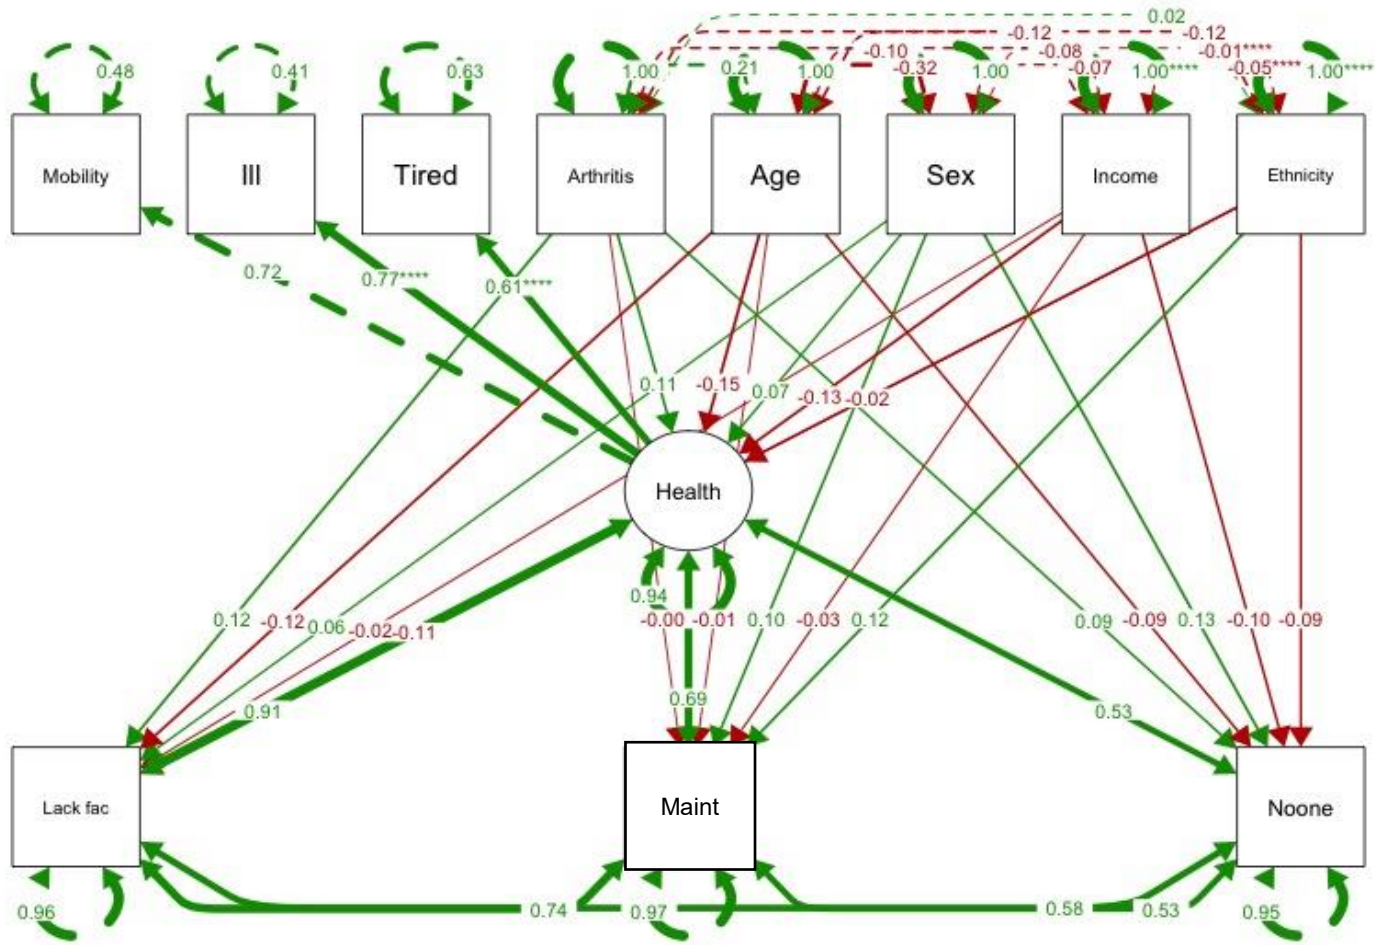 0.02
-0.12 -0.12
-0.10 -0.08 -0.01****
0.48 0.41 0.63 1.00 0.21 1.00 -0.32 1.00 -0.07 1.00**** -0.05**** 1.00****
Mobility Ill Tired Arthritis Age Sex Income Ethnicity
0.72 0.77**** 0.61****
0.11 -0.15 0.07 -0.13 -0.02
Health
0.94
0.12 -0.12 0.06 -0.02 -0.11 -0.00 -0.01 0.10 -0.03 0.12 0.09 -0.09 0.13 -0.10 -0.09
0.91 0.69 0.53
Lack fac Maint Noone
0.96 0.74 0.97 0.58 0.53 0.95